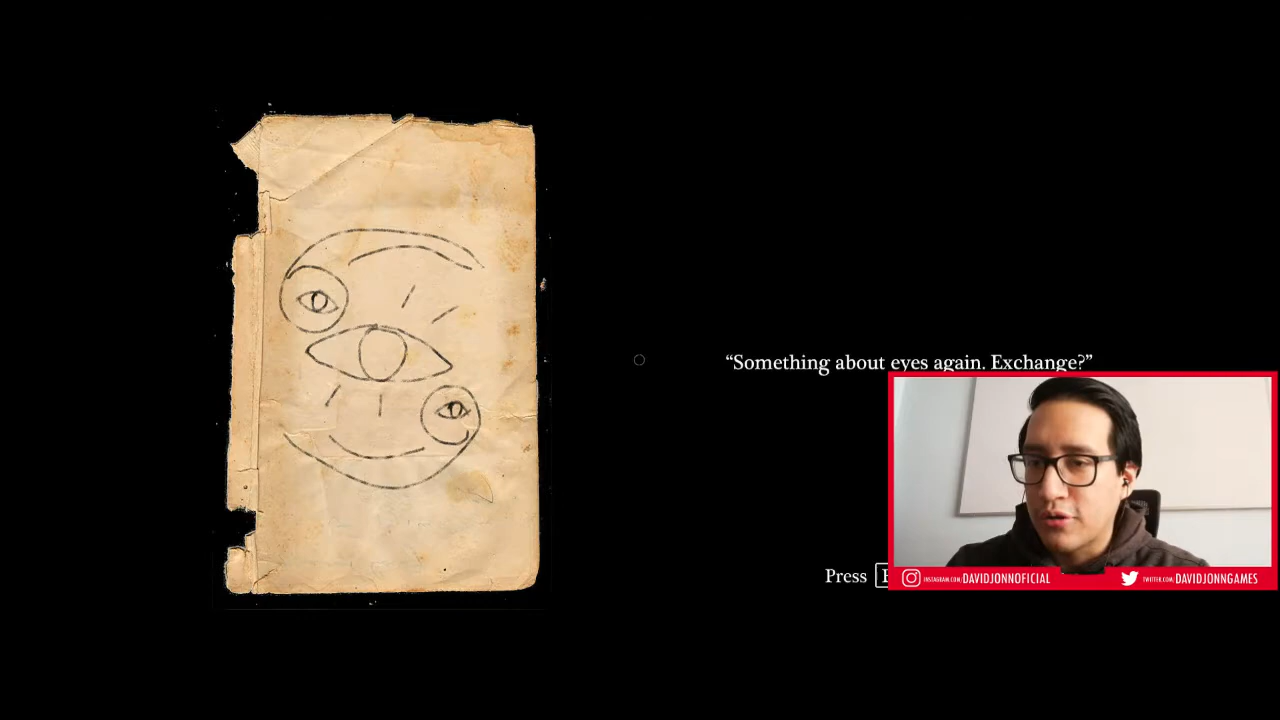 “Something about eyes again. Exchange?”
Press
INSTAGRAM.COM/DAVIDJONNOFICIAL
TWITTER.COM/DAVIDJONNGAMES